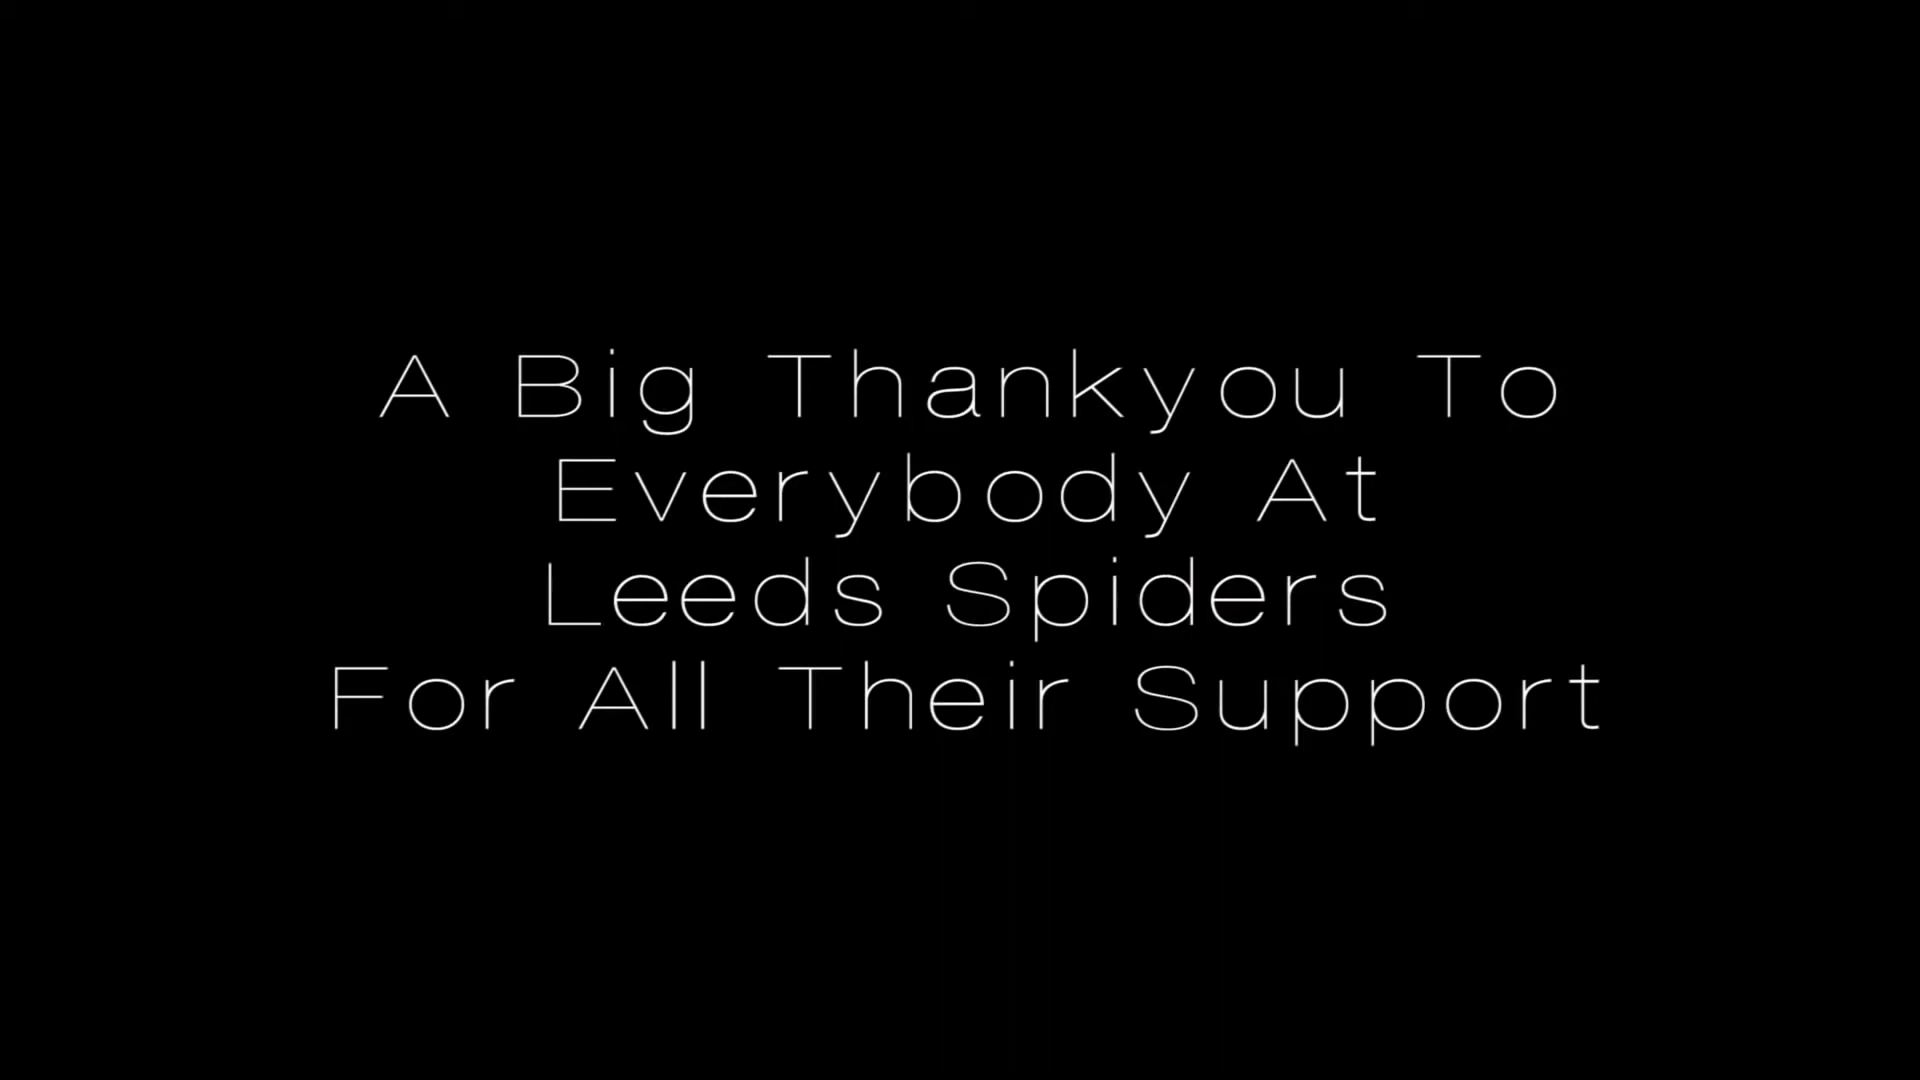 A Big Thankyou To
Everybody At
Leeds Spiders
For All Their Support